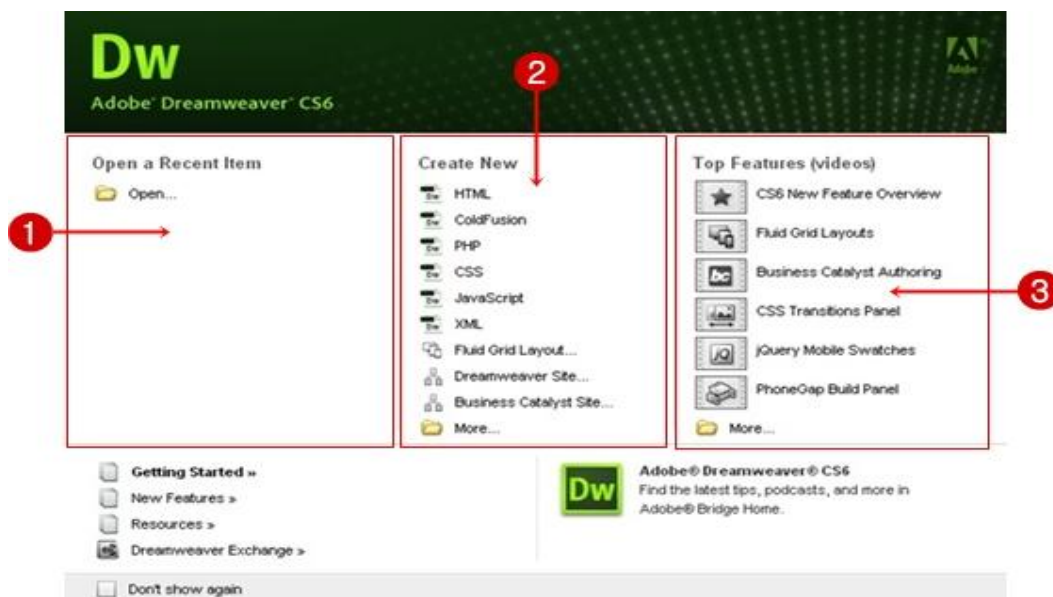 Dw
Adobe® Dreamweaver® CS6
Adobe
2
1
3
Open a Recent Item
Open...
Create New
HTML
ColdFusion
PHP
CSS
JavaScript
XML
Fluid Grid Layout...
Dreamweaver Site...
Business Catalyst Site...
More...
Top Features (videos)
CS6 New Feature Overview
Fluid Grid Layouts
Business Catalyst Authoring
CSS Transitions Panel
jQuery Mobile Swatches
PhoneGap Build Panel
More...
Getting Started »
New Features »
Resources »
Dreamweaver Exchange »
Dw
Adobe® Dreamweaver® CS6
Find the latest tips, podcasts, and more in
Adobe® Bridge Home.
Don't show again